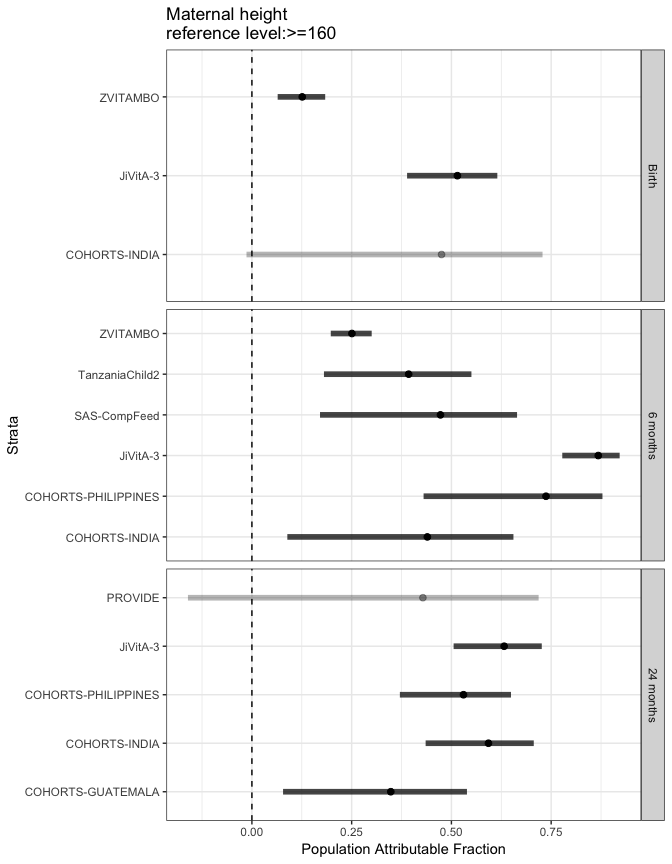 Maternal height
reference level:>=160
Strata
ZVITAMBO
JiVitA-3
COHORTS-INDIA
Birth
ZVITAMBO
TanzaniaChild2
SAS-CompFeed
JiVitA-3
COHORTS-PHILIPPINES
COHORTS-INDIA
6 months
PROVIDE
JiVitA-3
COHORTS-PHILIPPINES
COHORTS-INDIA
COHORTS-GUATEMALA
24 months
0.00 0.25 0.50 0.75
Population Attributable Fraction